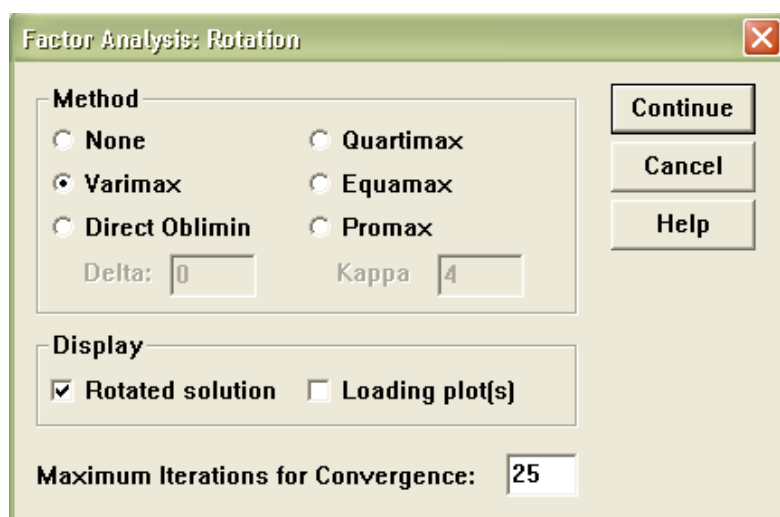 Factor Analysis: Rotation
Method
None
Quartimax
Varimax
Equamax
Direct Oblimin
Promax
Delta: 0
Kappa 4
Continue
Cancel
Help
Display
Rotated solution
Loading plot(s)
Maximum Iterations for Convergence: 25